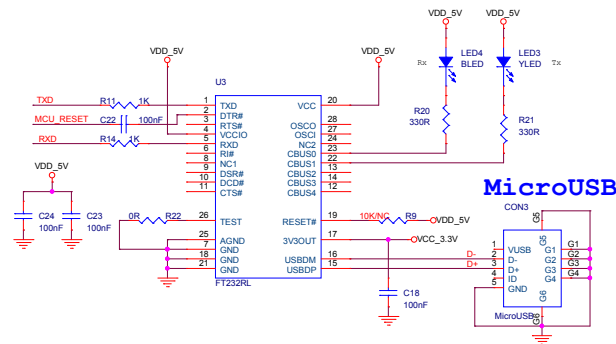 VDD_5V
VDD_5V
VDD_5V
VDD_5V
LED4
BLED
Rx
LED3
YLED
Tx
U3
TXD
R11
1K
1
TXD
VCC
20
MCU_RESET
C22
100nF
2
DTR#
3
RTS#
OSCO
28
4
VCCIO
OSCI
27
RXD
R14
1K
5
RXD
NC2
24
6
RI#
CBUS0
23
8
NC1
CBUS1
22
9
DSR#
CBUS2
13
10
DCD#
CBUS3
14
11
CTS#
CBUS4
12
R20
330R
R21
330R
VDD_5V
C24
100nF
C23
100nF
0R
R22
26
TEST
RESET#
19
10K/NC
R9
VDD_5V
25
AGND
3V3OUT
17
VCC_3.3V
7
GND
18
GND
USBDM
16
D-
21
GND
USBDP
15
D+
FT232RL
C18
100nF
MicroUSB
CON3
G5
G5
1
VUSB
G1
G1
2
D-
G2
G2
3
D+
G3
G3
4
ID
G4
G4
5
GND
G6
G6
MicroUSB